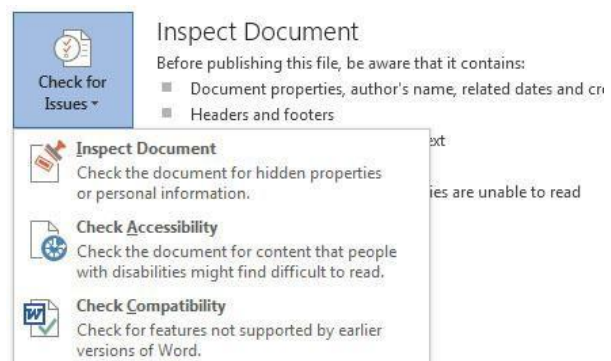 Inspect Document
Before publishing this file, be aware that it contains:
Document properties, author's name, related dates and
Headers and footers
Check for
Issues
Inspect Document
Check the document for hidden properties
or personal information.
Check Accessibility
Check the document for content that people
with disabilities might find difficult to read.
Check Compatibility
Check for features not supported by earlier
versions of Word.
are unable to read